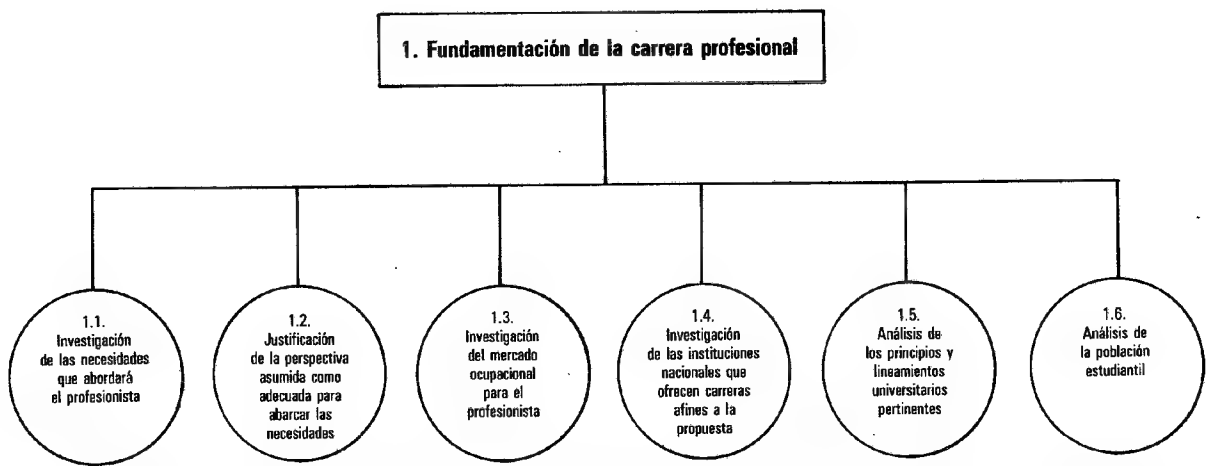 1. Fundamentación de la carrera profesional
1.1.
Investigación
de las necesidades
que abordará
el profesionista
1.2.
Justificación
de la perspectiva
asumida como
adecuada para
abarcar las
necesidades
1.3.
Investigación
del mercado
ocupacional
para el
profesionista
1.4.
Investigación
de las instituciones
nacionales que
ofrecen carreras
afines a la
propuesta
1.5.
Análisis de
los principios y
lineamientos
universitarios
pertinentes
1.6.
Análisis de
la población
estudiantil